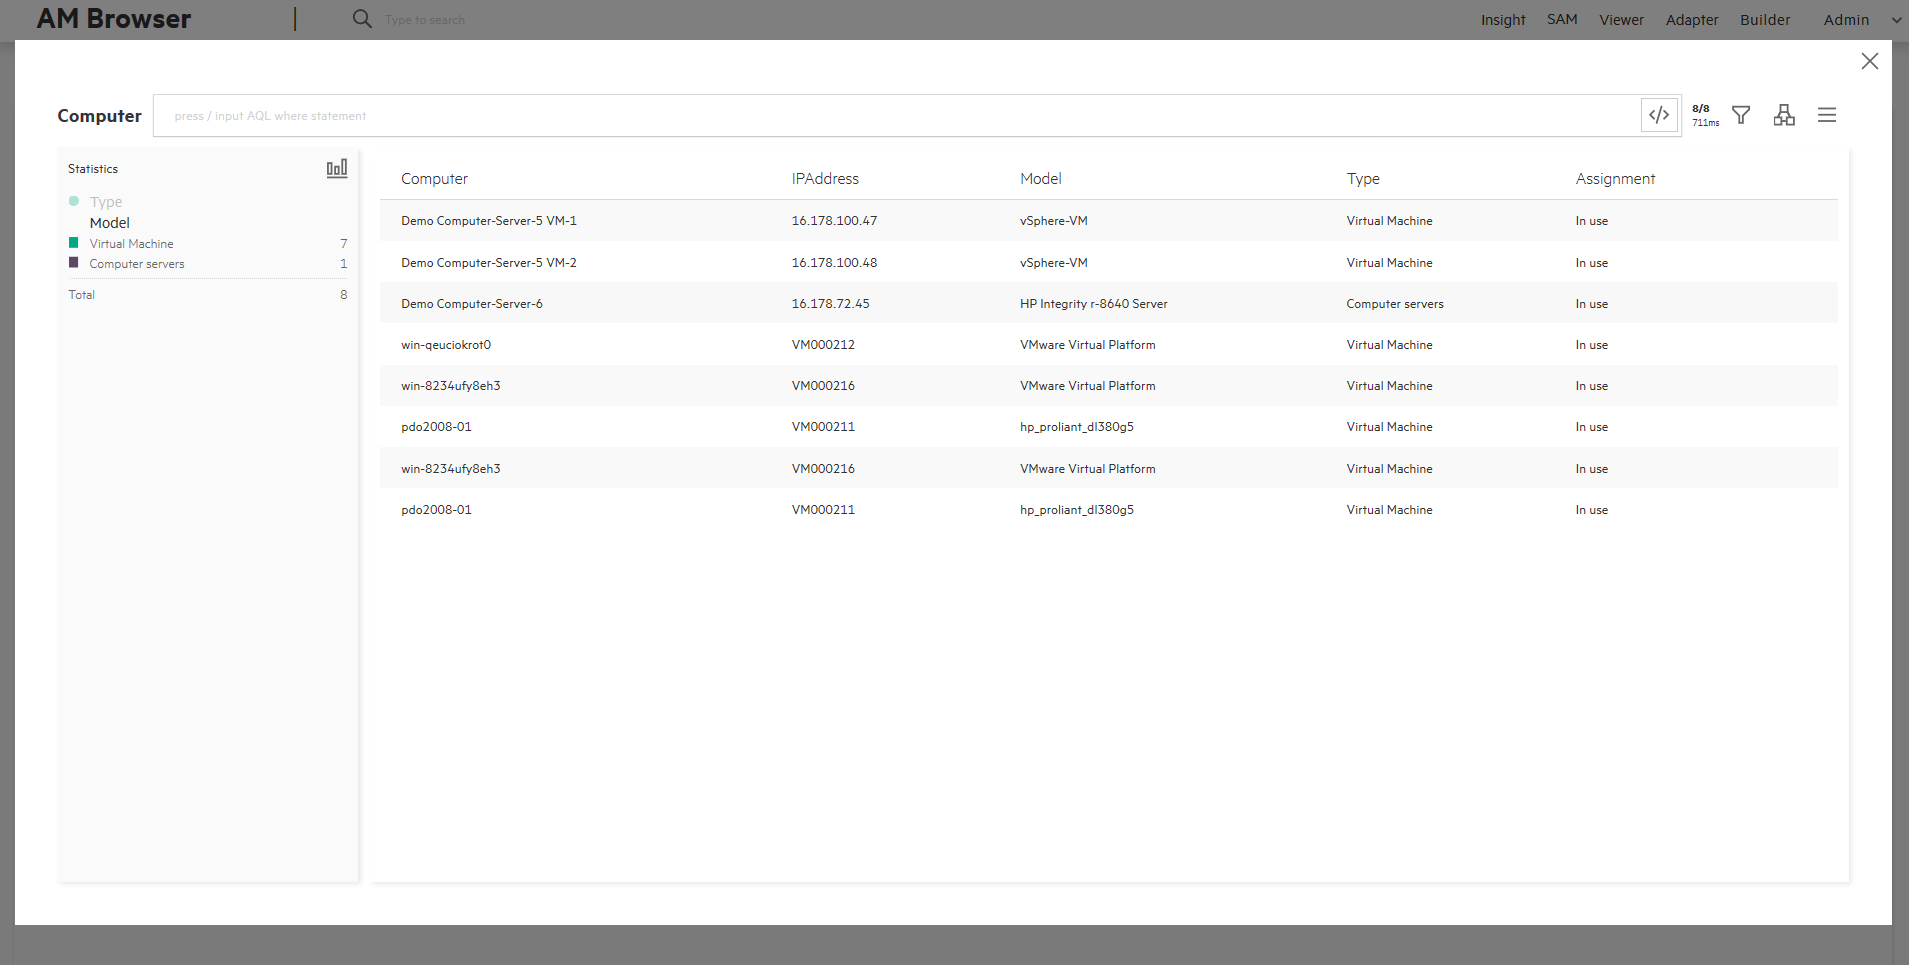 AM Browser | Type to search Insight SAM Viewer Adapter Builder Admin
Computer press / input AQL where statement </> 8/8
711ms
Statistics
Type
Model
Virtual Machine 7
Computer servers 1
Total 8
Computer IPAddress Model Type Assignment
Demo Computer-Server-5 VM-1 16.178.100.47 vSphere-VM Virtual Machine In use
Demo Computer-Server-5 VM-2 16.178.100.48 vSphere-VM Virtual Machine In use
Demo Computer-Server-6 16.178.72.45 HP Integrity r-8640 Server Computer servers In use
win-qeuciokrot0 VM000212 VMware Virtual Platform Virtual Machine In use
win-8234ufy8eh3 VM000216 VMware Virtual Platform Virtual Machine In use
pdo2008-01 VM000211 hp_proliant_dl380g5 Virtual Machine In use
win-8234ufy8eh3 VM000216 VMware Virtual Platform Virtual Machine In use
pdo2008-01 VM000211 hp_proliant_dl380g5 Virtual Machine In use